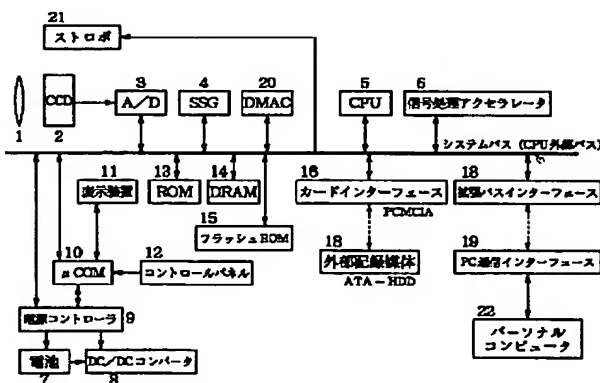 21
ストロボ
CCD
3
A/D
4
SSG
20
DMAC
5
CPU
6
信号処理アクセラレータ
1
2
システムバス (CPU外部バス)
11
表示装置
13
ROM
14
DRAM
15
フラッシュROM
16
カードインターフェース
PCMCIA
18
拡張バスインターフェース
10
μCOM
12
コントロールパネル
18
外部記録媒体
ATA-HDD
19
PC通信インターフェース
電源コントローラ
9
22
パーソナル
コンピュータ
電池
7
DC/DCコンバータ
8